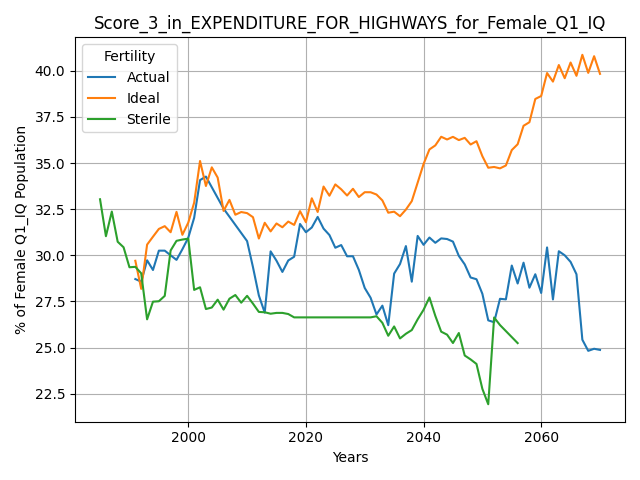 Score_3_in_EXPENDITURE_FOR_HIGHWAYS_for_Female_Q1_IQ
Fertility
Actual
Ideal
Sterile
% of Female Q1_IQ Population
40.0
37.5
35.0
32.5
30.0
27.5
25.0
22.5
2000 2020 2040 2060
Years